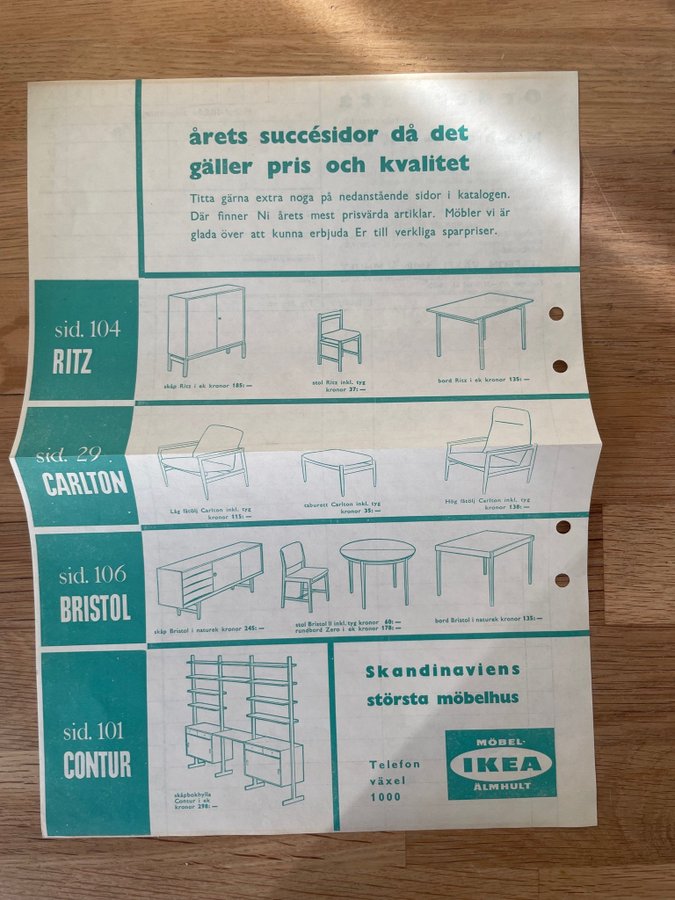 årets succésidor då det
gäller pris och kvalitet
Titta gärna extra noga på nedanstående sidor i katalogen.
Där finner Ni årets mest prisvärda artiklar. Möbler vi är
glada över att kunna erbjuda Er till verkliga sparpriser.
sid. 104
RITZ
skåp Ritz i ek kronor 185:—
stol Ritz inkl. tyg
kronor 37:—
bord Ritz i ek kronor 135:—
sid. 29
CARLTON
Låg fåtölj Carlton inkl. tyg
kronor 115:—
taburett Carlton inkl. tyg
kronor 35:—
Hög fåtölj Carlton inkl. tyg
kronor 138:—
sid. 106
BRISTOL
skåp Bristol i naturek kronor 245:—
stol Bristol II inkl. tyg kronor 60:—
rundbord Zero i ek kronor 178:—
bord Bristol i naturek kronor 135:—
sid. 101
CONTUR
skåpbokhylla
Contur i ek
kronor 298:—
Skandinaviens
största möbelhus
Telefon
växel
1000
MÖBEL-
IKEA
ÄLMHULT